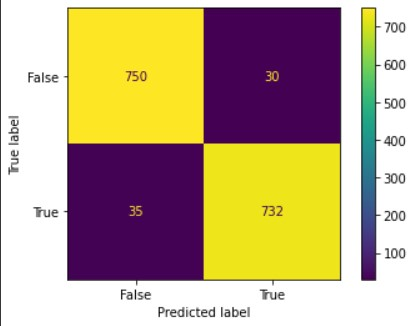 700
600
500
400
300
200
100
False
750
30
True label
True
35
732
False
True
Predicted label